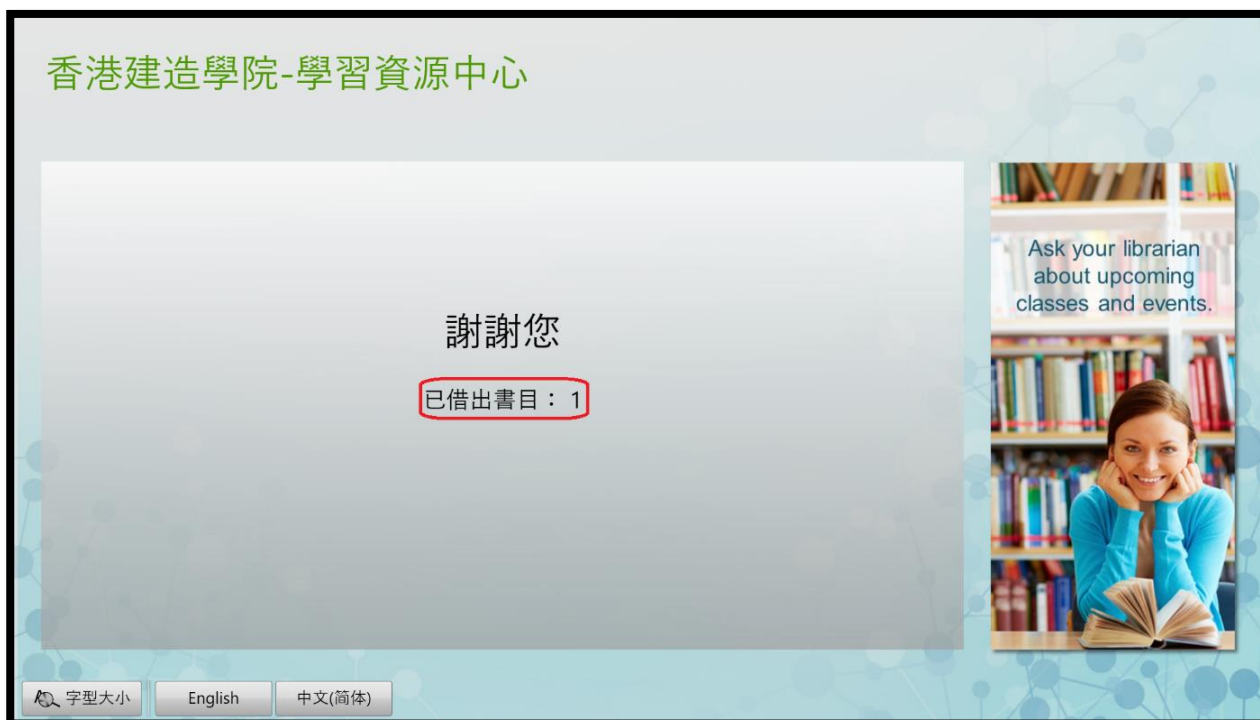 香港建造學院-學習資源中心
Ask your librarian
about upcoming
classes and events.
謝謝您
已借出書目： 1
字型大小
English
中文(简体)